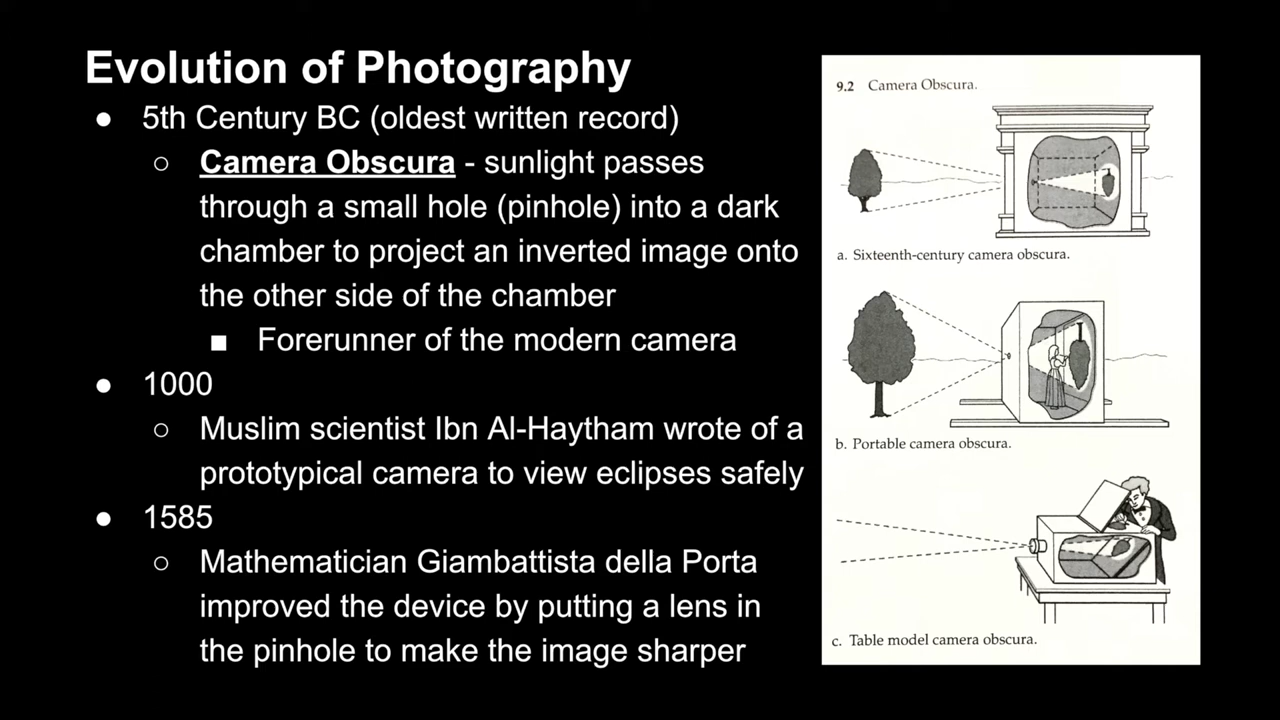 Evolution of Photography
● 5th Century BC (oldest written record)
○ Camera Obscura - sunlight passes
through a small hole (pinhole) into a dark
chamber to project an inverted image onto
the other side of the chamber
■ Forerunner of the modern camera
● 1000
○ Muslim scientist Ibn Al-Haytham wrote of a
prototypical camera to view eclipses safely
● 1585
○ Mathematician Giambattista della Porta
improved the device by putting a lens in
the pinhole to make the image sharper
9.2 Camera Obscura.
a. Sixteenth-century camera obscura.
b. Portable camera obscura.
c. Table model camera obscura.